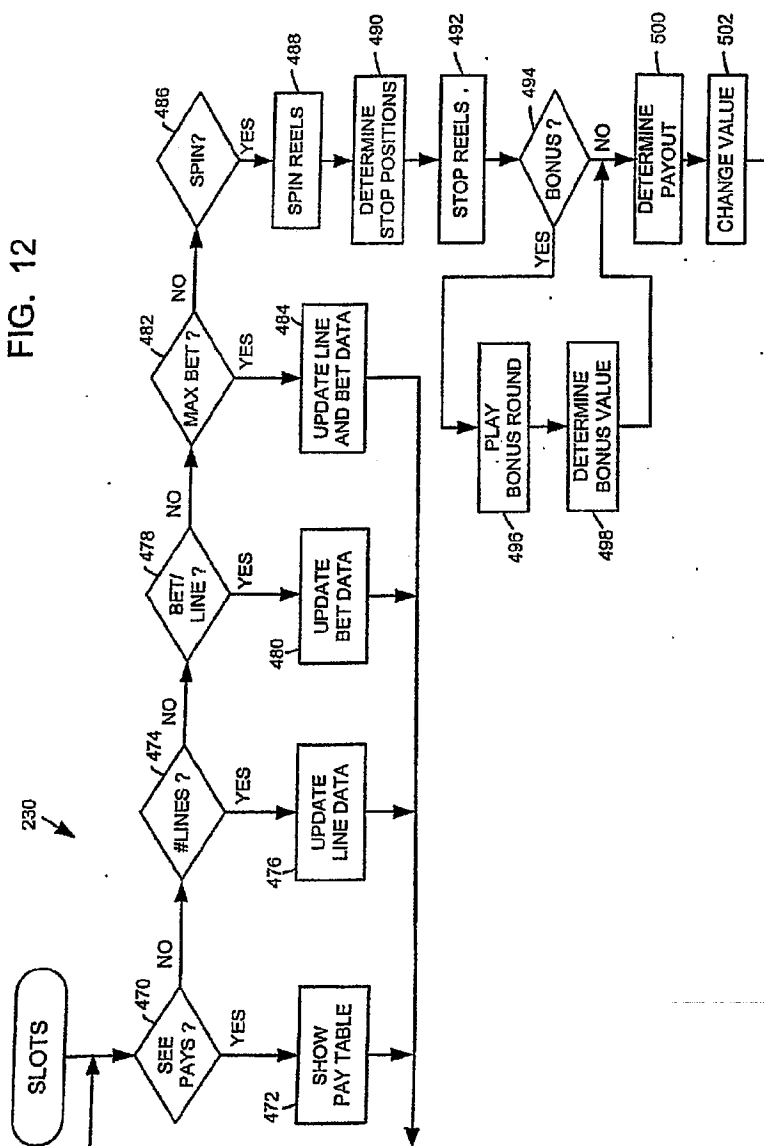 FIG. 12
230
SLOTS
470
SEE
PAYS ?
NO
YES
472
SHOW
PAY TABLE
474
#LINES ?
NO
YES
476
UPDATE
LINE DATA
478
BET/
LINE ?
NO
YES
480
UPDATE
BET DATA
482
MAX BET ?
NO
YES
484
UPDATE LINE
AND BET DATA
486
SPIN?
YES
488
SPIN REELS
490
DETERMINE
STOP POSITIONS
492
STOP REELS
494
BONUS ?
YES
NO
496
PLAY
BONUS ROUND
498
DETERMINE
BONUS VALUE
500
DETERMINE
PAYOUT
502
CHANGE VALUE